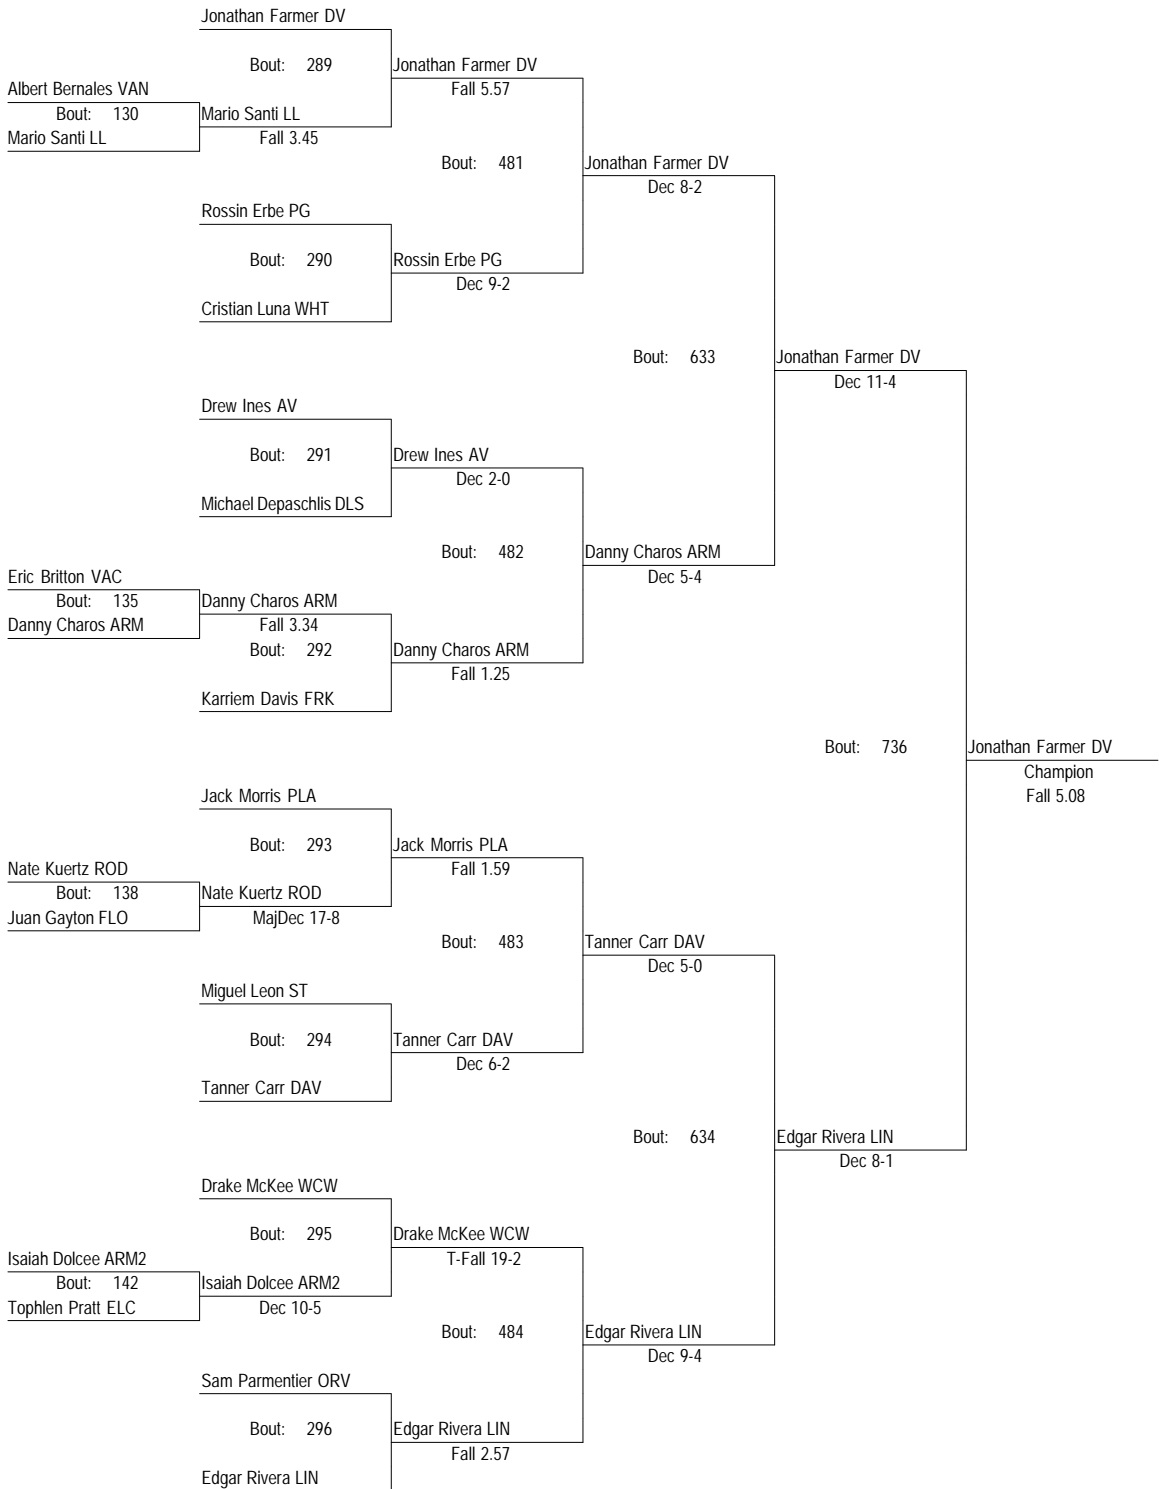 Jonathan Farmer DV
Bout: 289
Jonathan Farmer DV
Fall 5.57
Albert Bernales VAN
Bout: 130
Mario Santi LL
Mario Santi LL
Fall 3.45
Bout: 481
Jonathan Farmer DV
Dec 8-2
Rossin Erbe PG
Bout: 290
Rossin Erbe PG
Dec 9-2
Cristian Luna WHT
Bout: 633
Jonathan Farmer DV
Dec 11-4
Drew Ines AV
Bout: 291
Drew Ines AV
Dec 2-0
Michael Depaschlis DLS
Bout: 482
Danny Charos ARM
Dec 5-4
Eric Britton VAC
Bout: 135
Danny Charos ARM
Danny Charos ARM
Fall 3.34
Bout: 292
Danny Charos ARM
Fall 1.25
Karriem Davis FRK
Bout: 736
Jonathan Farmer DV
Champion
Fall 5.08
Jack Morris PLA
Bout: 293
Jack Morris PLA
Fall 1.59
Nate Kuertz ROD
Bout: 138
Nate Kuertz ROD
Juan Gayton FLO
MajDec 17-8
Bout: 483
Tanner Carr DAV
Dec 5-0
Miguel Leon ST
Bout: 294
Tanner Carr DAV
Dec 6-2
Tanner Carr DAV
Bout: 634
Edgar Rivera LIN
Dec 8-1
Drake McKee WCW
Bout: 295
Drake McKee WCW
T-Fall 19-2
Isaiah Dolcee ARM2
Bout: 142
Isaiah Dolcee ARM2
Tophlen Pratt ELC
Dec 10-5
Bout: 484
Edgar Rivera LIN
Dec 9-4
Sam Parmentier ORV
Bout: 296
Edgar Rivera LIN
Fall 2.57
Edgar Rivera LIN